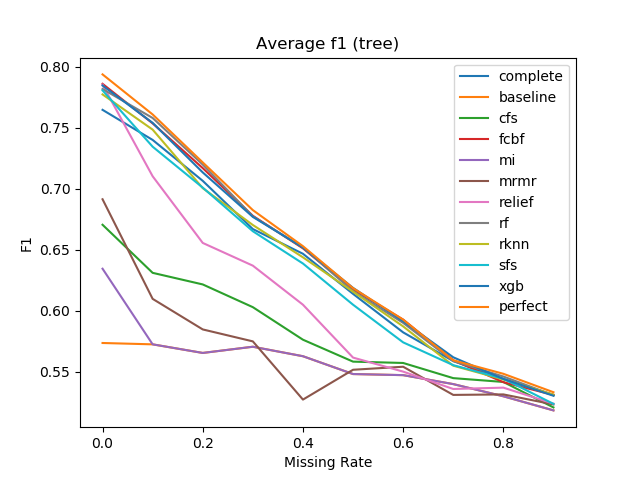 Average f1 (tree)
0.80
0.75
0.70
0.65
0.60
0.55
F1
0.0
0.2
0.4
0.6
0.8
Missing Rate
complete
baseline
cfs
fcbf
mi
mrmr
relief
rf
rknn
sfs
xgb
perfect